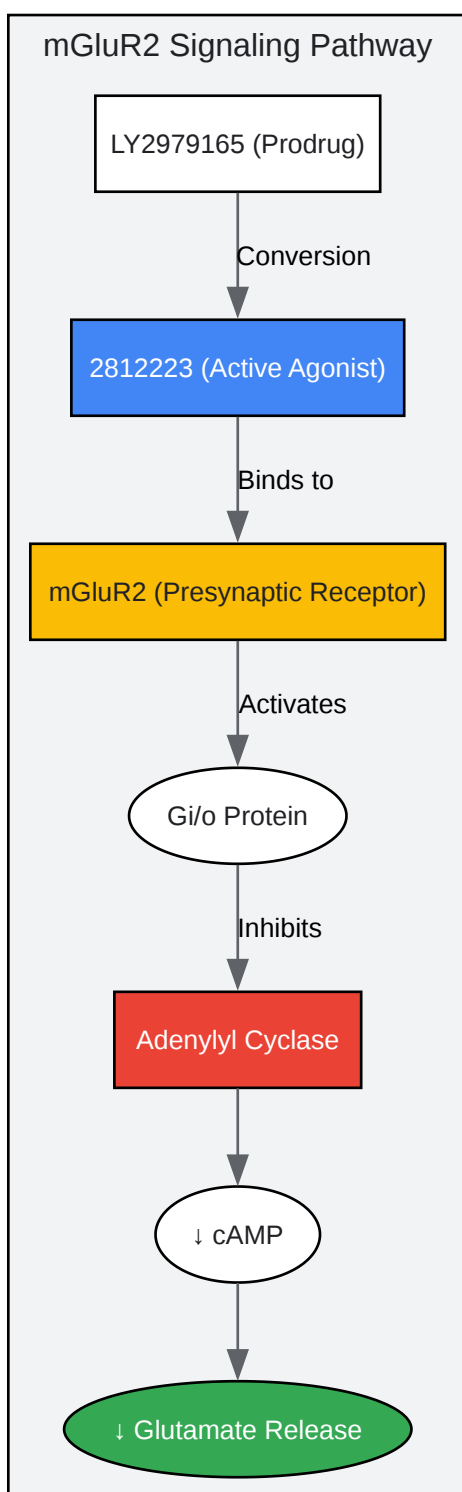 mGluR2 Signaling Pathway
LY2979165 (Prodrug)
Conversion
2812223 (Active Agonist)
Binds to
mGluR2 (Presynaptic Receptor)
Activates
Gi/o Protein
Inhibits
Adenylyl Cyclase
↓ cAMP
↓ Glutamate Release